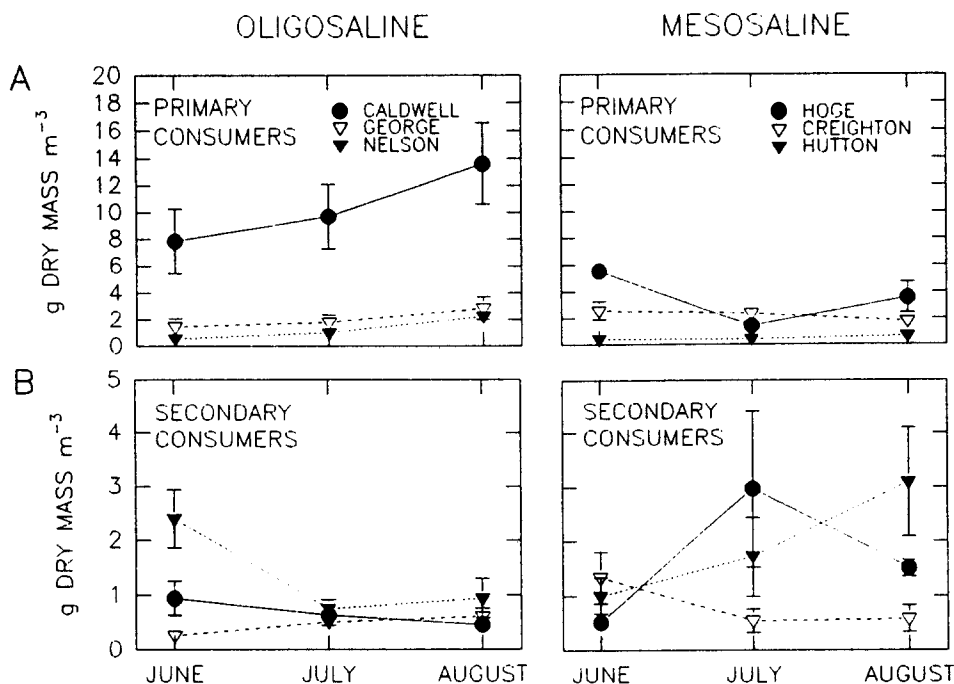 OLIGOSALINE
MESOSALINE
A
g DRY MASS m⁻³
20
18
16
14
12
10
8
6
4
2
0
PRIMARY
CONSUMERS
CALDWELL
GEORGE
NELSON
PRIMARY
CONSUMERS
HOGE
CREIGHTON
HUTTON
B
g DRY MASS m⁻³
5
4
3
2
1
0
SECONDARY
CONSUMERS
SECONDARY
CONSUMERS
JUNE JULY AUGUST
JUNE JULY AUGUST